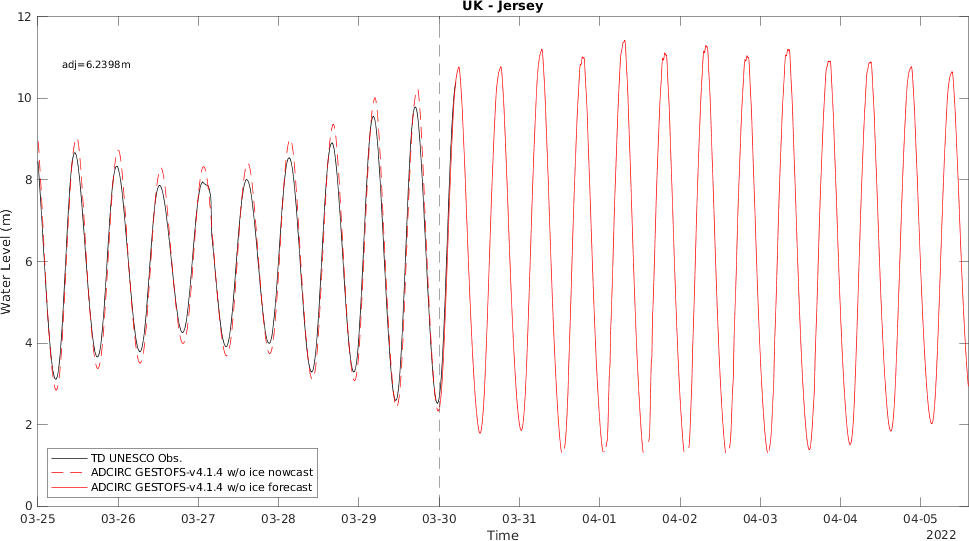 UK - Jersey
12
10
8
6
4
2
0
Water Level (m)
adj=6.2398m
TD UNESCO Obs.
ADCIRC GESTOFS-v4.1.4 w/o ice nowcast
ADCIRC GESTOFS-v4.1.4 w/o ice forecast
03-25 03-26 03-27 03-28 03-29 03-30 03-31 04-01 04-02 04-03 04-04 04-05
Time
2022